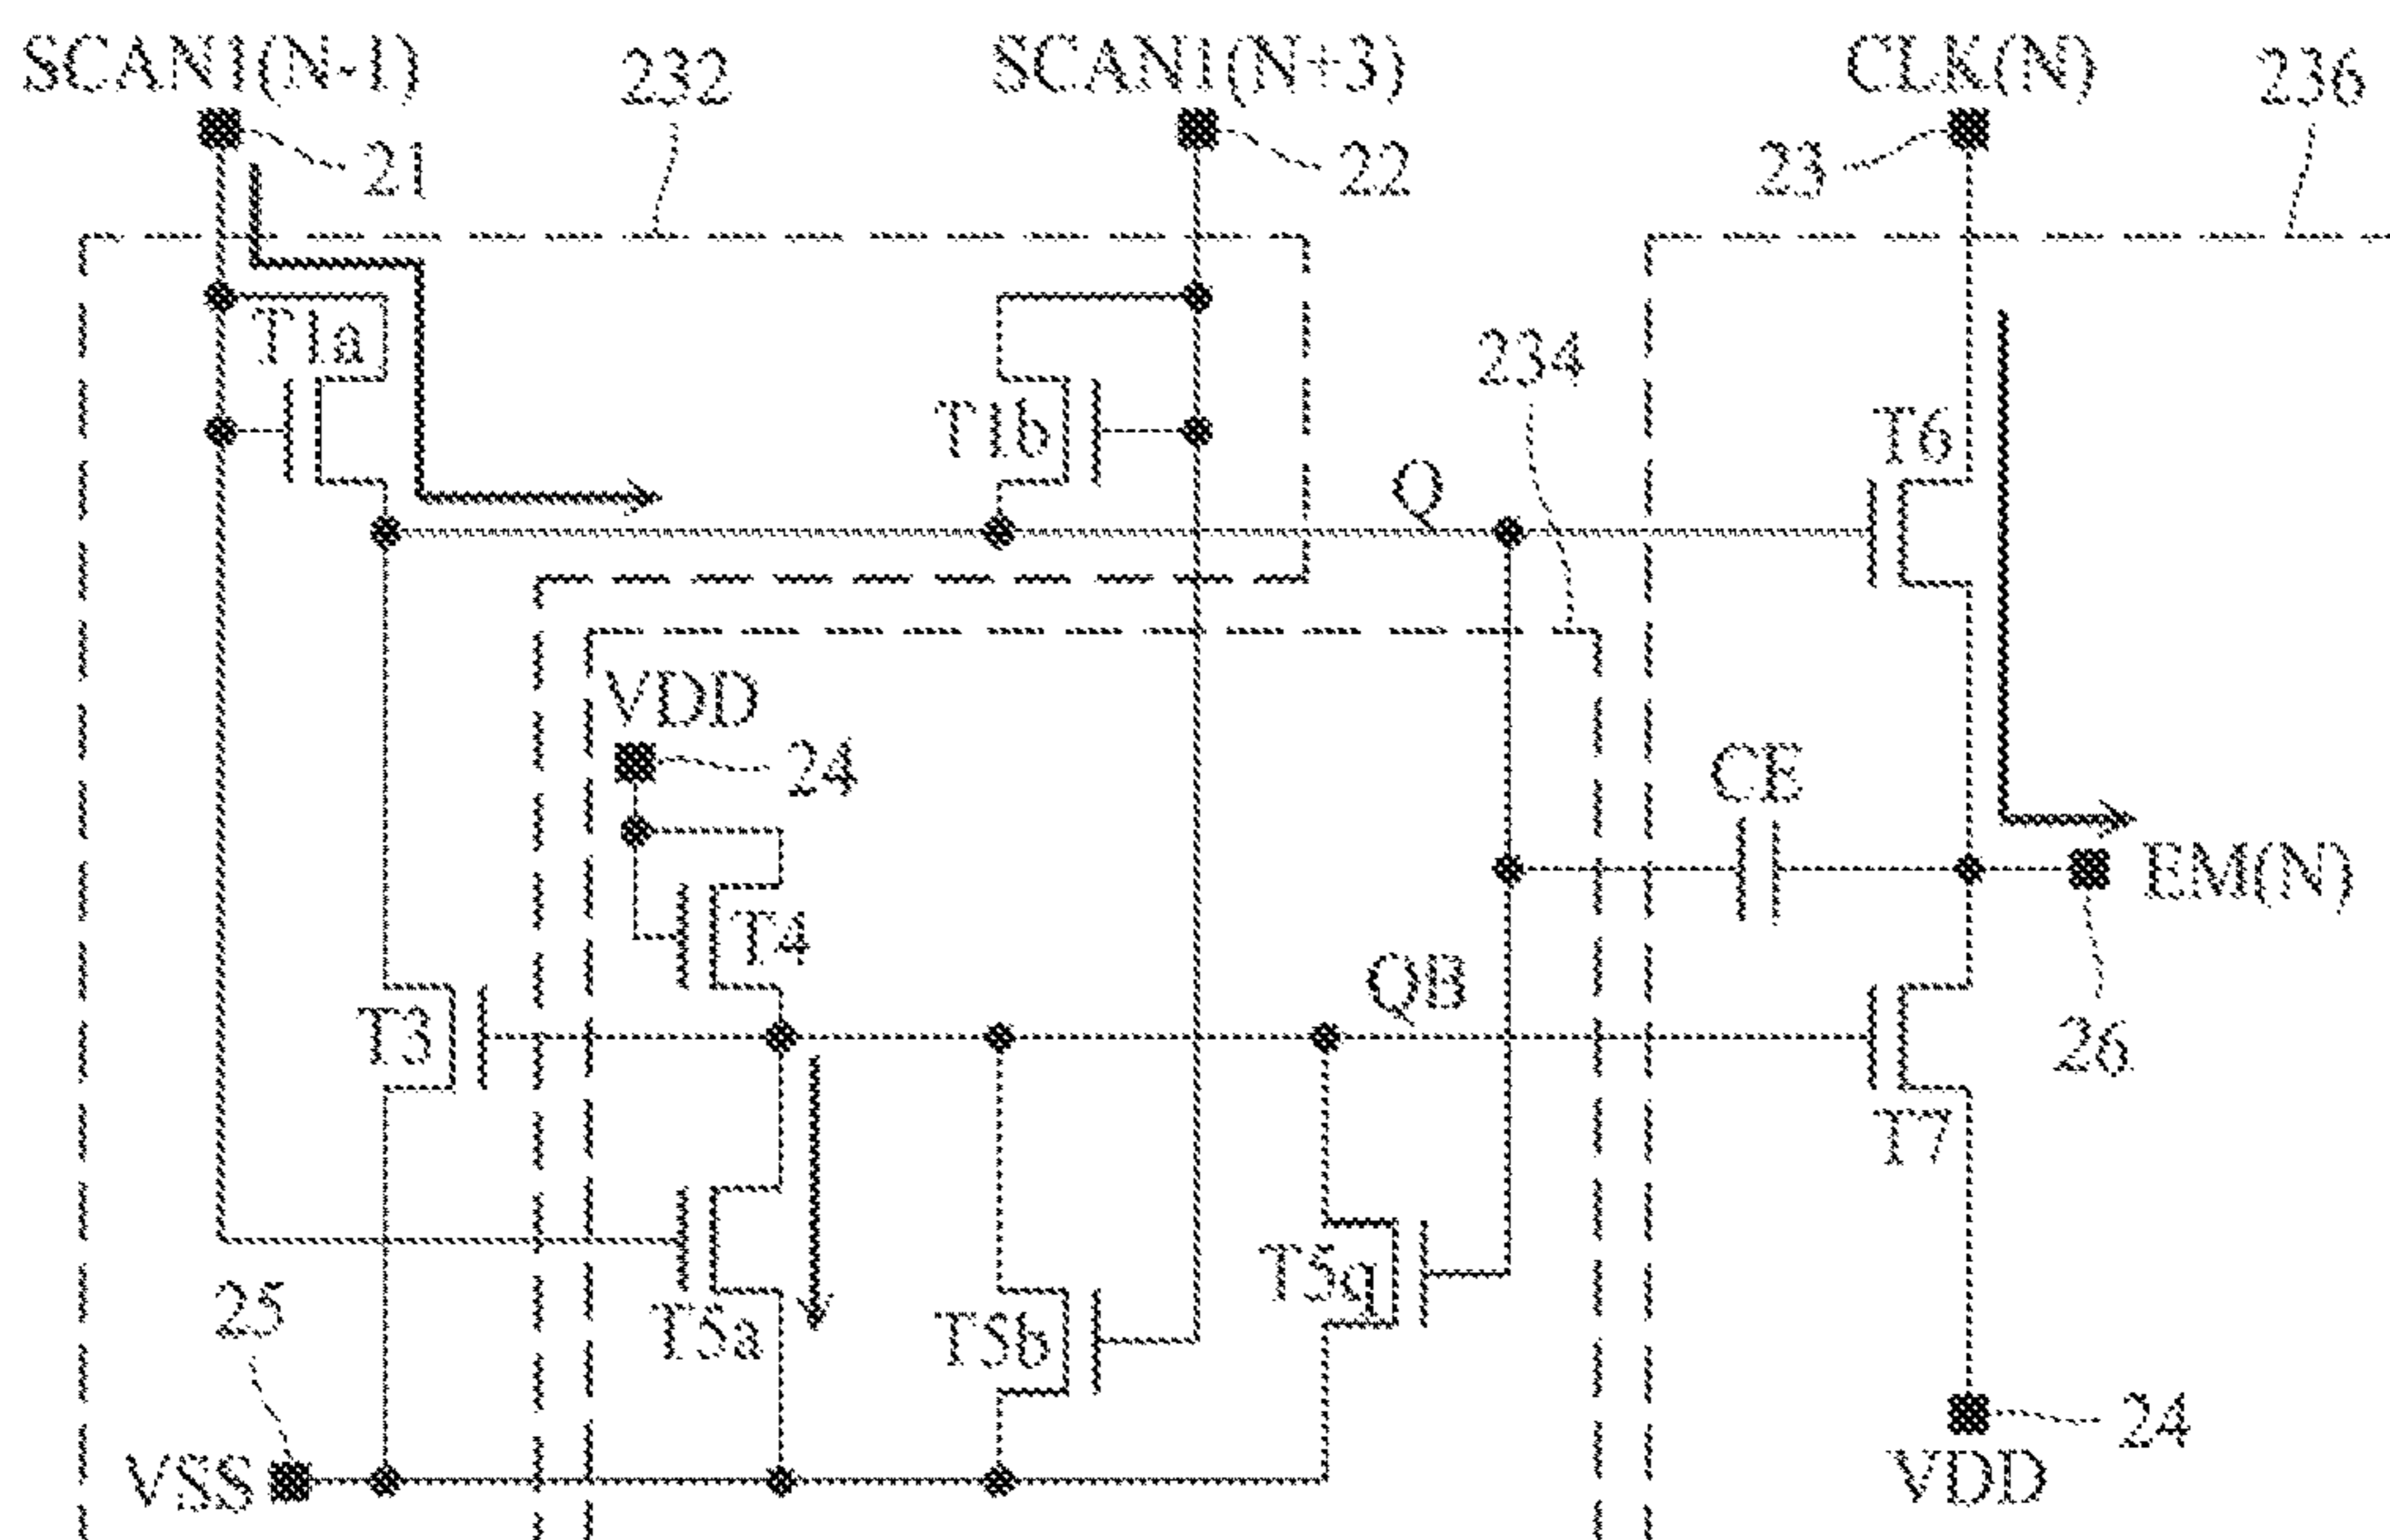 SCAN1(N-1)
232
SCAN1(N+3)
CLK(N)
236
21
22
23
T1a
T1b
234
T6
Q
VDD
24
CE
EM(N)
T4
QB
T3
26
T7
T5q
25
T5a
T5b
24
VSS
VDD